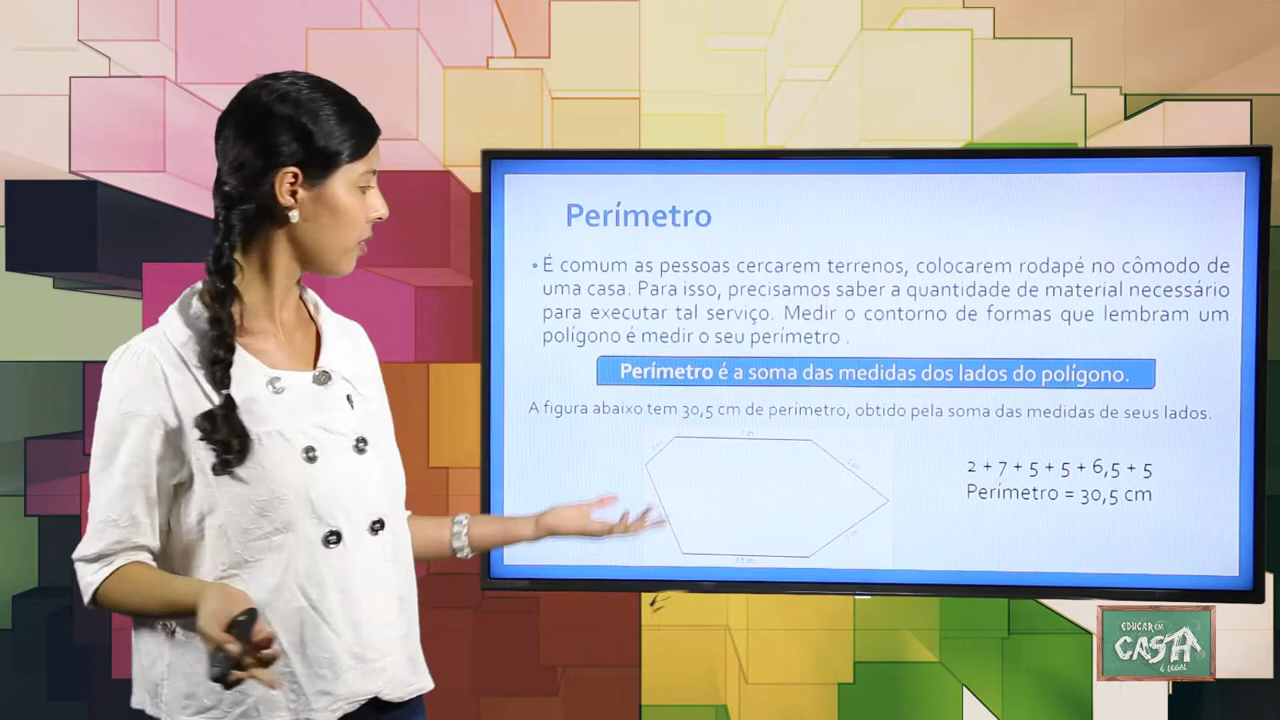 Perímetro
• É comum as pessoas cercarem terrenos, colocarem rodapé no cômodo de
uma casa. Para isso, precisamos saber a quantidade de material necessário
para executar tal serviço. Medir o contorno de formas que lembram um
polígono é medir o seu perímetro .
Perímetro é a soma das medidas dos lados do polígono.
A figura abaixo tem 30,5 cm de perímetro, obtido pela soma das medidas de seus lados.
2 + 7 + 5 + 5 + 6,5 + 5
Perímetro = 30,5 cm
EDUCAR EM
CASA
É LEGAL